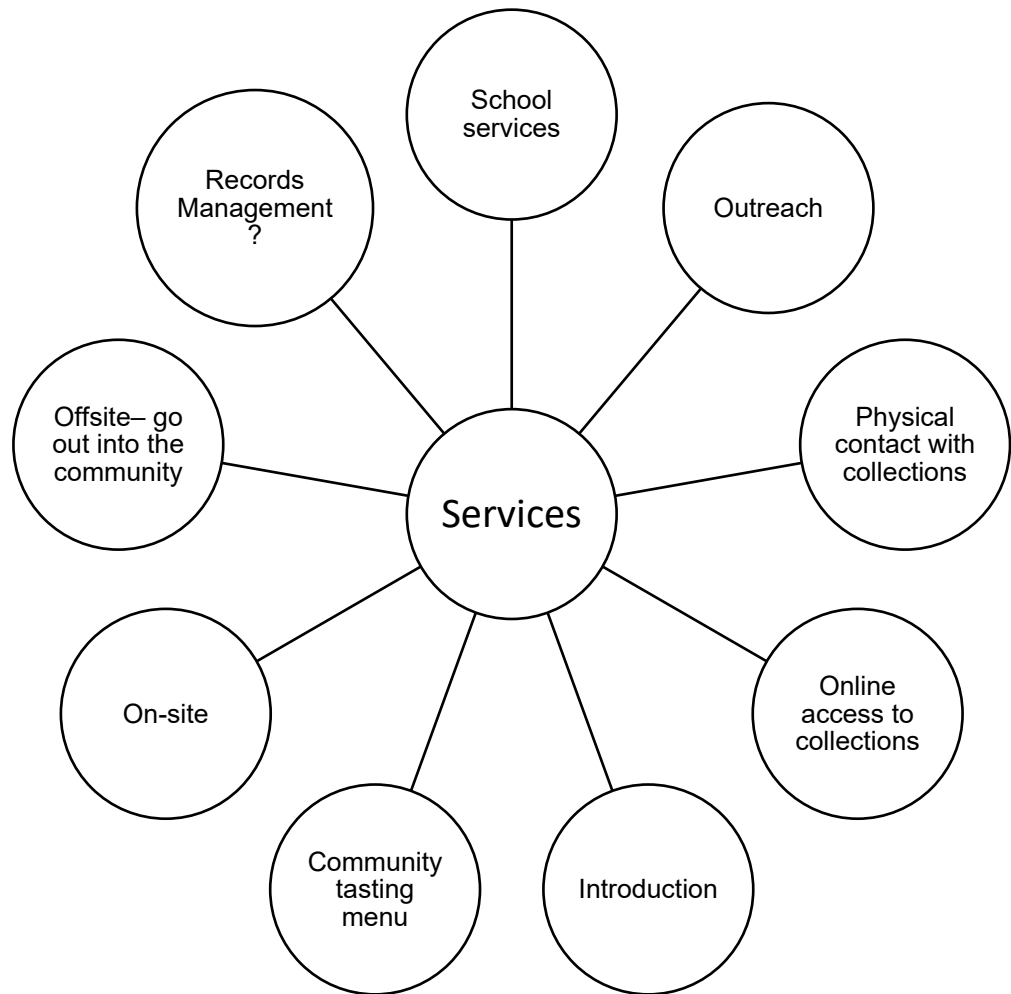 School
services
Outreach
Physical
contact with
collections
Online
access to
collections
Introduction
Community
tasting
menu
On-site
Offsite– go
out into the
community
Records
Management
?
Services